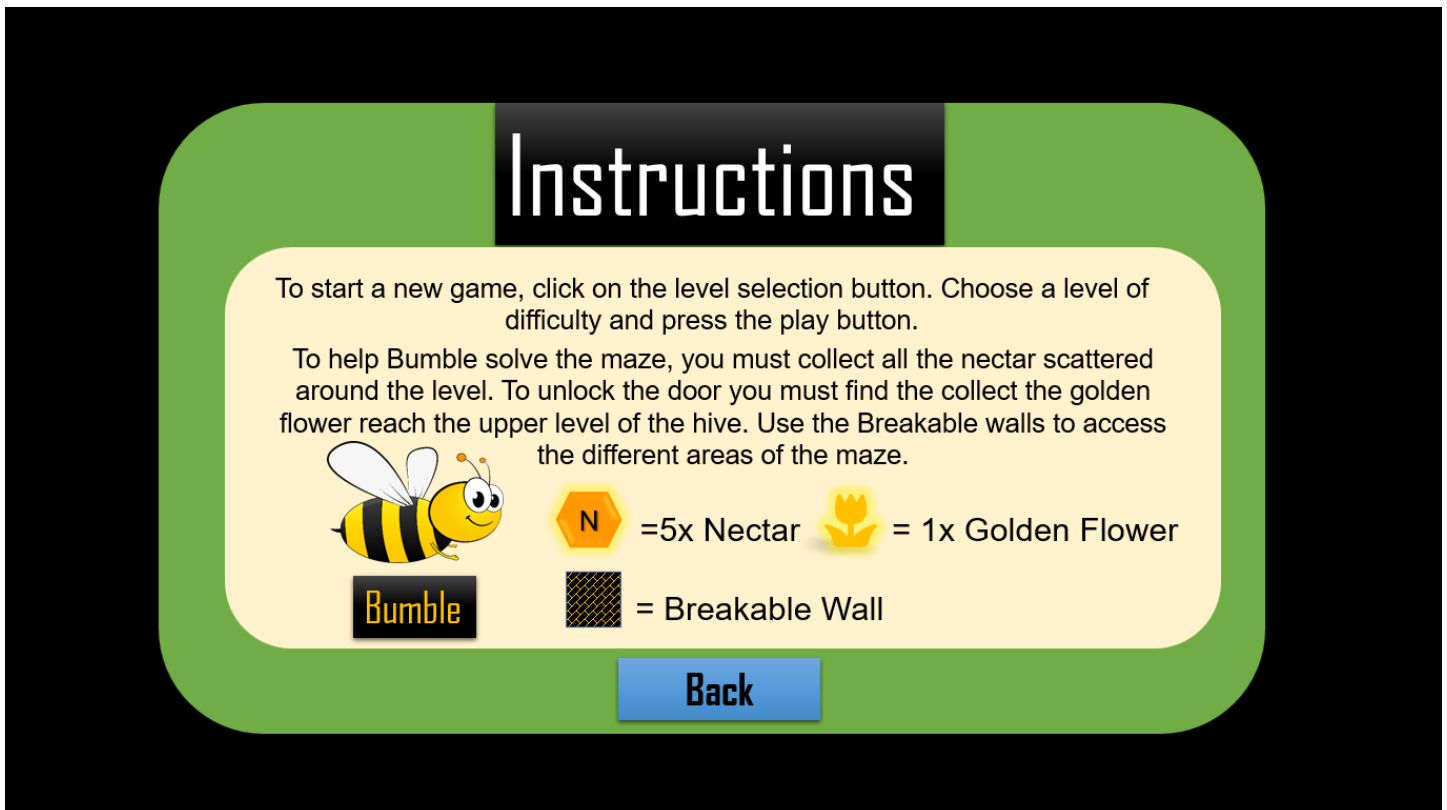 Instructions
To start a new game, click on the level selection button. Choose a level of
difficulty and press the play button.
To help Bumble solve the maze, you must collect all the nectar scattered
around the level. To unlock the door you must find the collect the golden
flower reach the upper level of the hive. Use the Breakable walls to access
the different areas of the maze.
N =5x Nectar = 1x Golden Flower
Bumble = Breakable Wall
Back